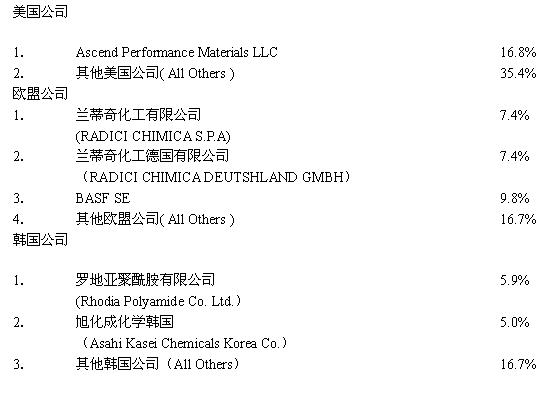 美国公司
1. Ascend Performance Materials LLC 16.8%
2. 其他美国公司( All Others ) 35.4%
欧盟公司
1. 兰蒂奇化工有限公司 7.4%
(RADICI CHIMICA S.P.A)
2. 兰蒂奇化工德国有限公司 7.4%
（RADICI CHIMICA DEUTSHLAND GMBH）
3. BASF SE 9.8%
4. 其他欧盟公司( All Others ) 16.7%
韩国公司
1. 罗地亚聚酰胺有限公司 5.9%
(Rhodia Polyamide Co. Ltd.）
2. 旭化成化学韩国 5.0%
（Asahi Kasei Chemicals Korea Co.）
3. 其他韩国公司（All Others） 16.7%